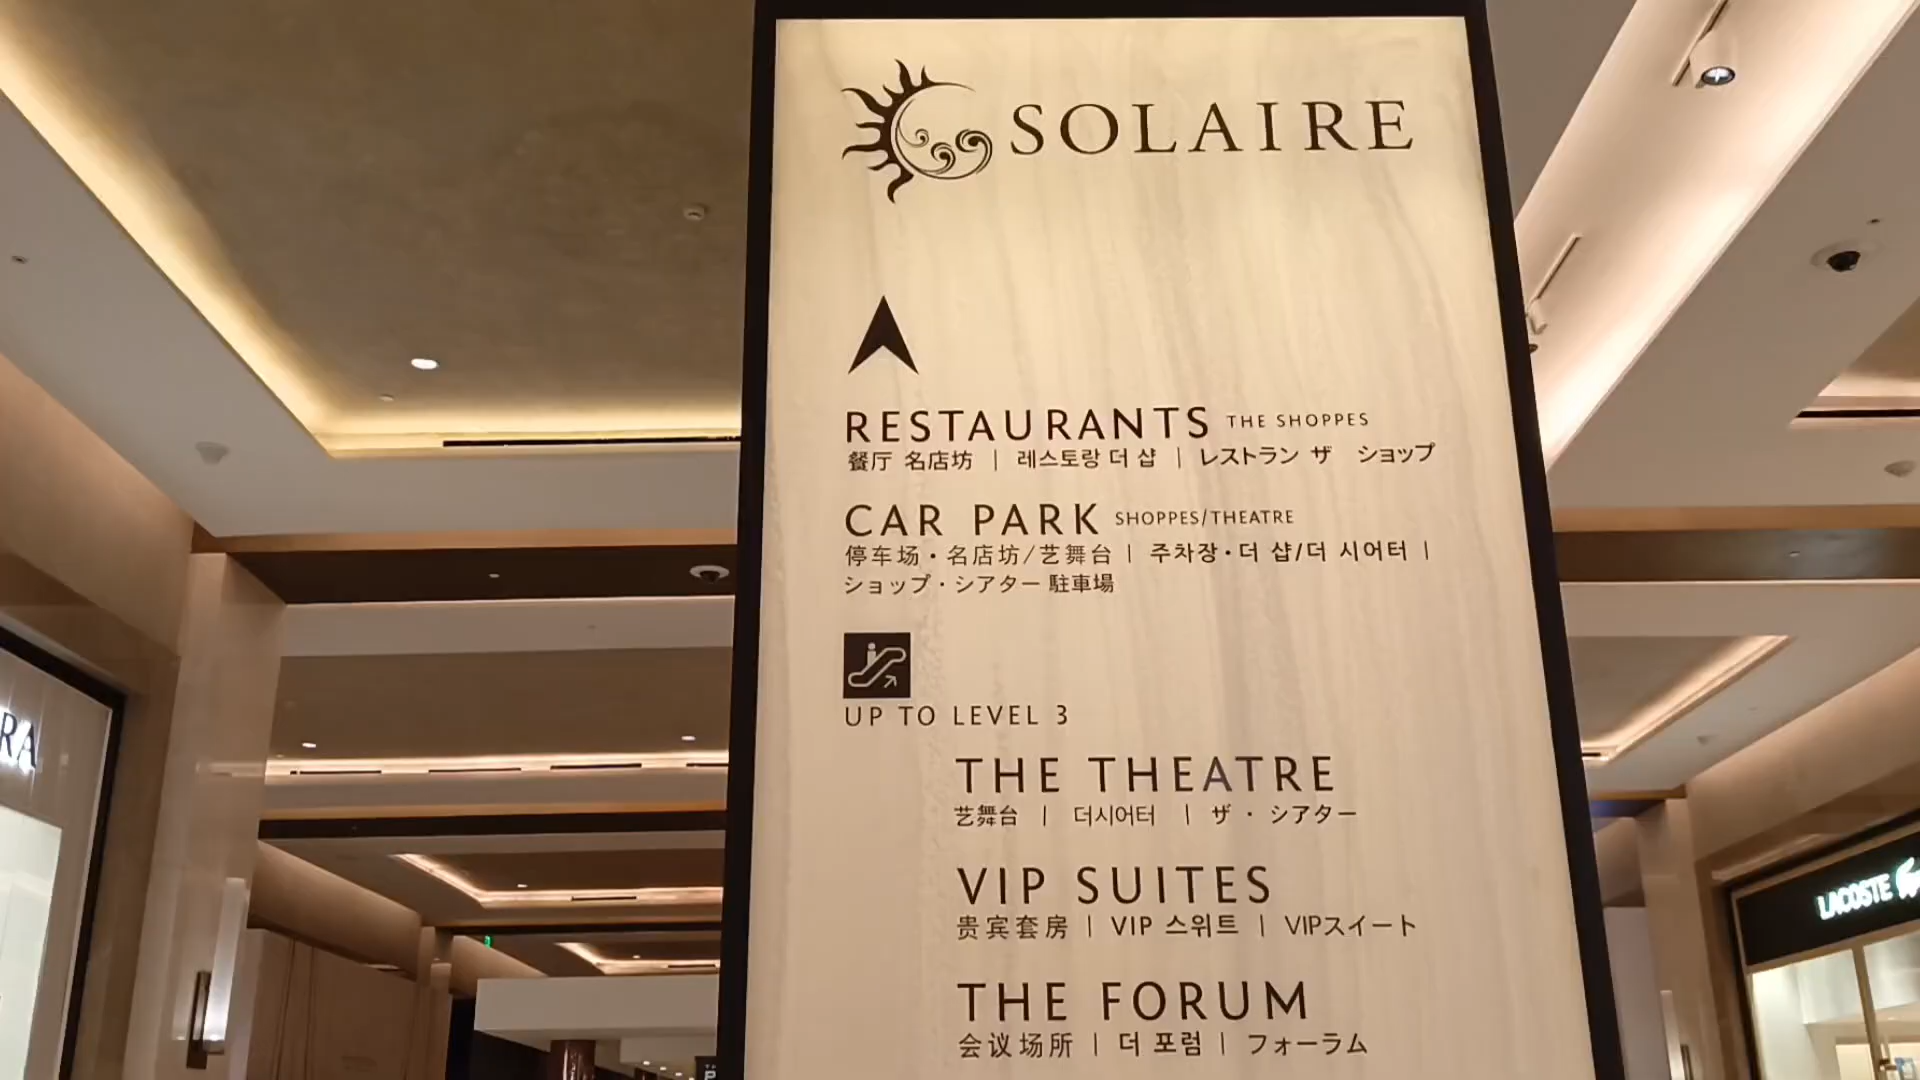 SOLAIRE
RESTAURANTS THE SHOPPES
餐厅 名店坊 | 레스토랑 더 샵 | レストラン ザ ショップ
CAR PARK SHOPPES/THEATRE
停车场・名店坊/艺舞台 | 주차장・더 샵/더 시어터 |
ショップ・シアター 駐車場
UP TO LEVEL 3
THE THEATRE
艺舞台 | 더시어터 | ザ・シアター
VIP SUITES
贵宾套房 | VIP 스위트 | VIPスイート
THE FORUM
会议场所 | 더 포럼 | フォーラム
RA
LACOSTE